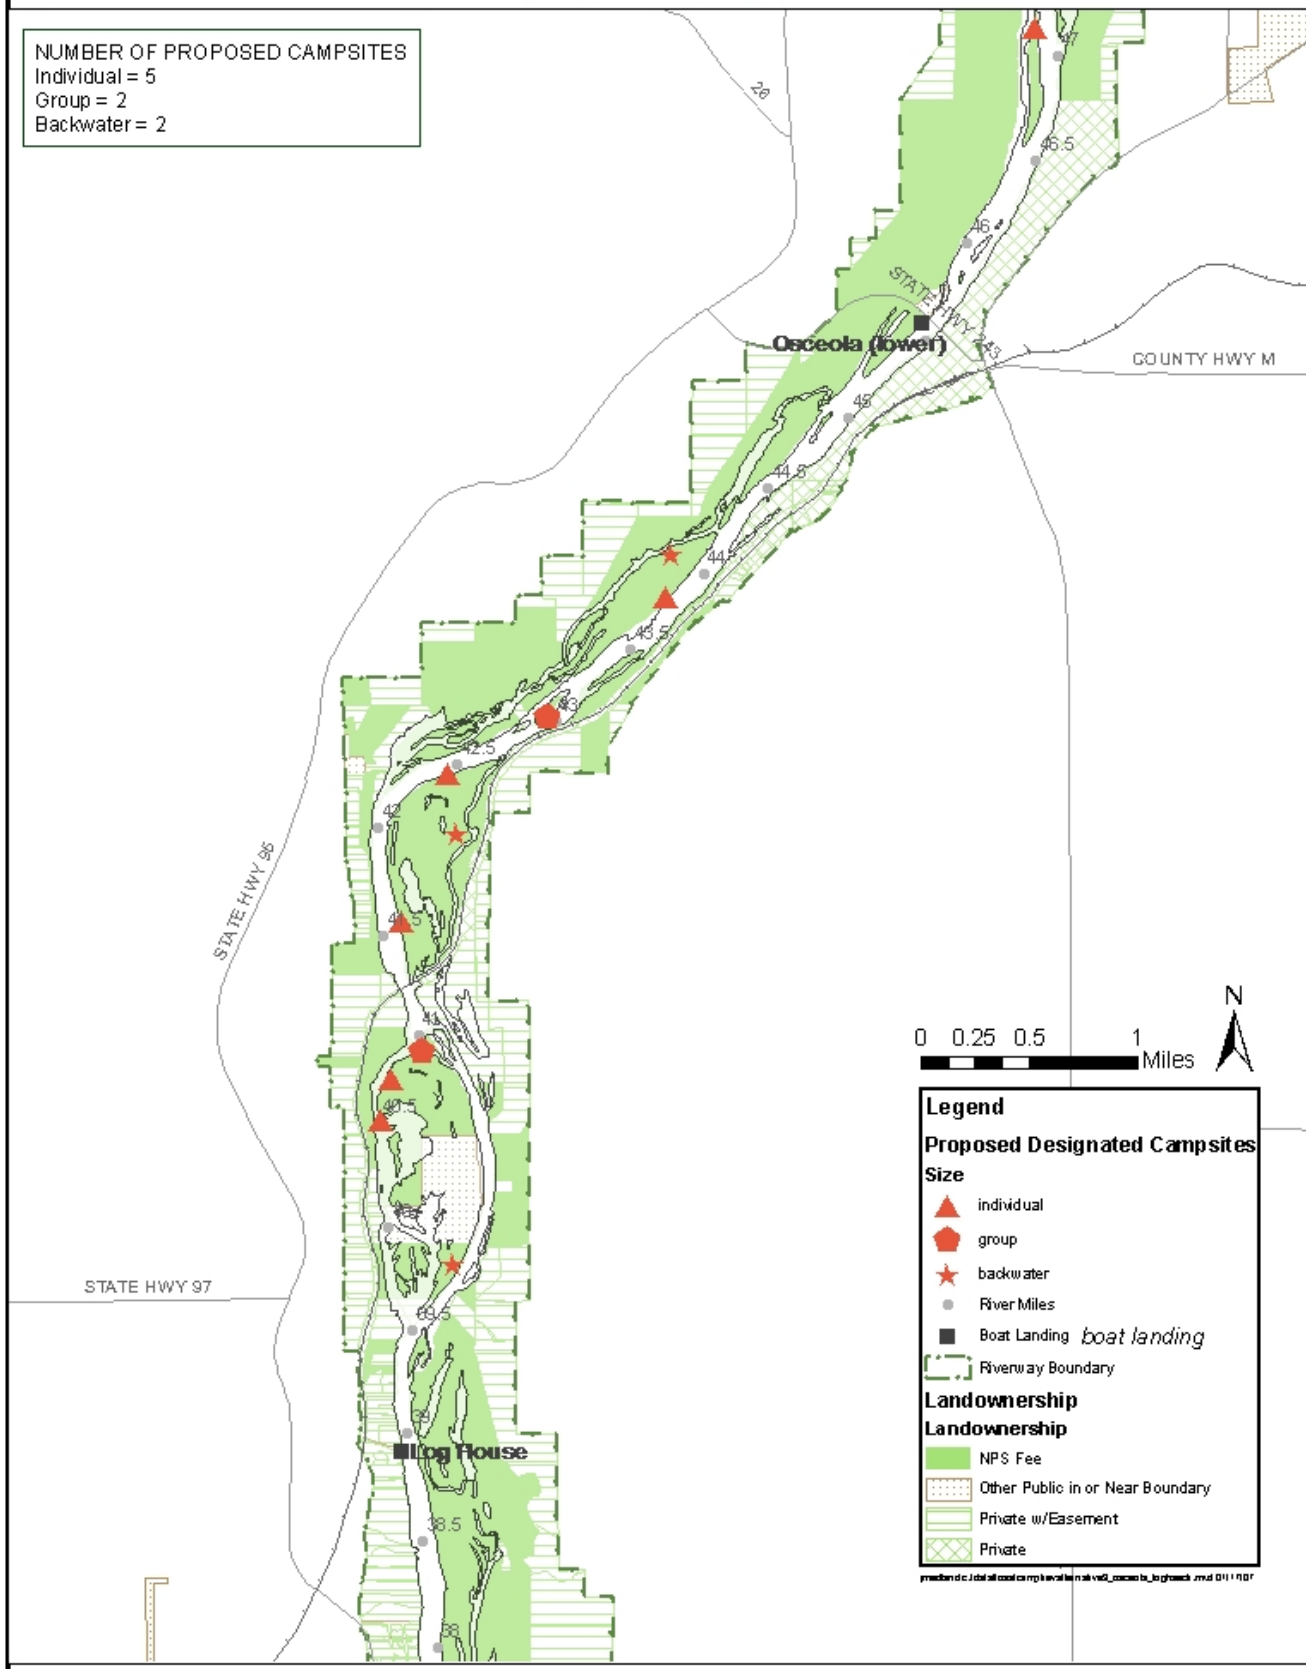 NUMBER OF PROPOSED CAMPSITES
Individual = 5
Group = 2
Backwater = 2
26
47
46.5
46
STATE HWY 243
Osceola (lower)
COUNTY HWY M
45
44.5
44
43.5
43
42.5
42
STATE HWY 95
41.5
41
40.5
STATE HWY 97
39.5
39
Log House
38.5
38
N
0 0.25 0.5 1
Miles
Legend
Proposed Designated Campsites
Size
individual
group
backwater
River Miles
Boat Landing boat landing
Riverway Boundary
Landownership
Landownership
NPS Fee
Other Public in or Near Boundary
Private w/Easement
Private